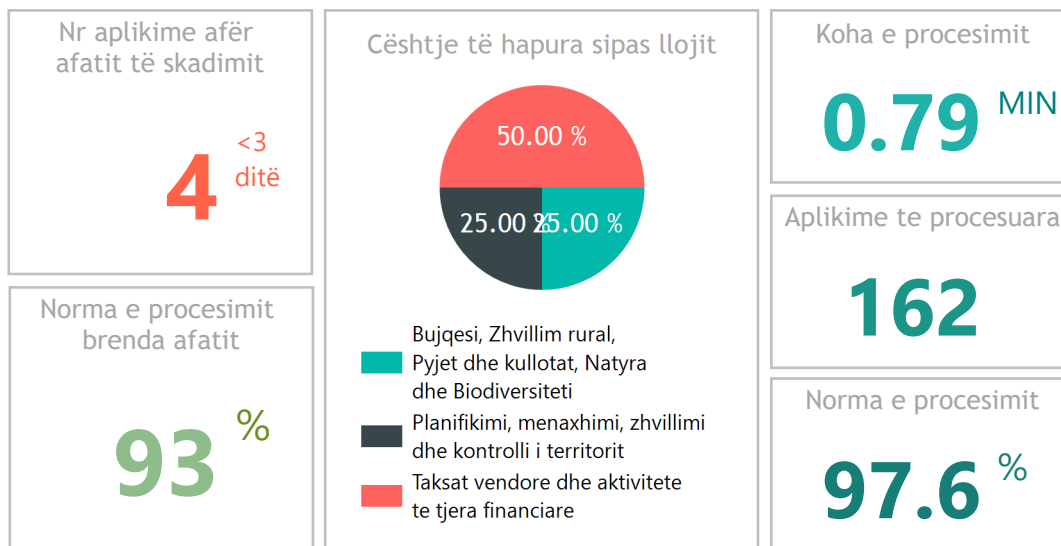 Nr aplikime afër
afatit të skadimit
4
<3
ditë
Norma e procesimit
brenda afatit
93
%
Cështje të hapura sipas llojit
50.00 %
25.00 %
25.00 %
Bujqesi, Zhvillim rural,
Pyjet dhe kullotat, Natyra
dhe Biodiversiteti
Planifikimi, menaxhimi, zhvillimi
dhe kontrolli i territorit
Taksat vendore dhe aktivitete
te tjera financiare
Koha e procesimit
0.79 MIN
Aplikime te procesuara
162
Norma e procesimit
97.6 %